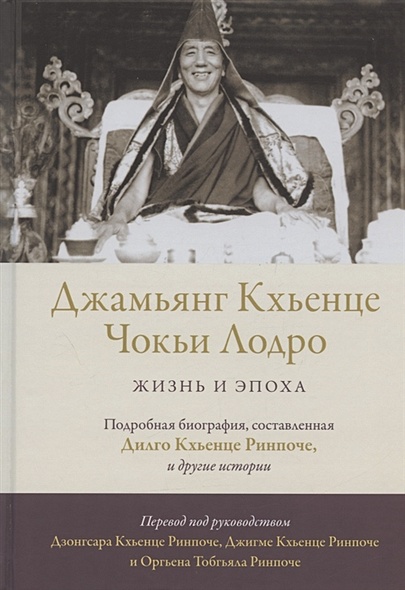 Джамьянг Кхьенце
Чокьи Лодро
ЖИЗНЬ И ЭПОХА
Подробная биография, составленная
Дилго Кхьенце Ринпоче,
и другие истории
Перевод под руководством
Дзонгсара Кхьенце Ринпоче, Джигме Кхьенце Ринпоче
и Оргьена Тобгьяла Ринпоче